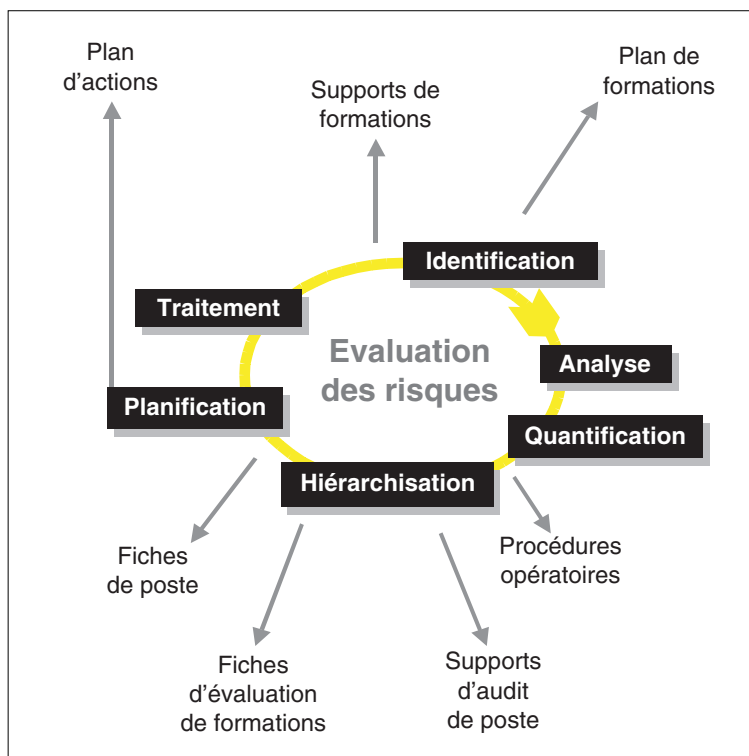 Plan
d'actions
Supports de
formations
Plan de
formations
Identification
Traitement
Evaluation
des risques
Analyse
Planification
Quantification
Hiérarchisation
Fiches
de poste
Procédures
opératoires
Fiches
d'évaluation
de formations
Supports
d'audit
de poste